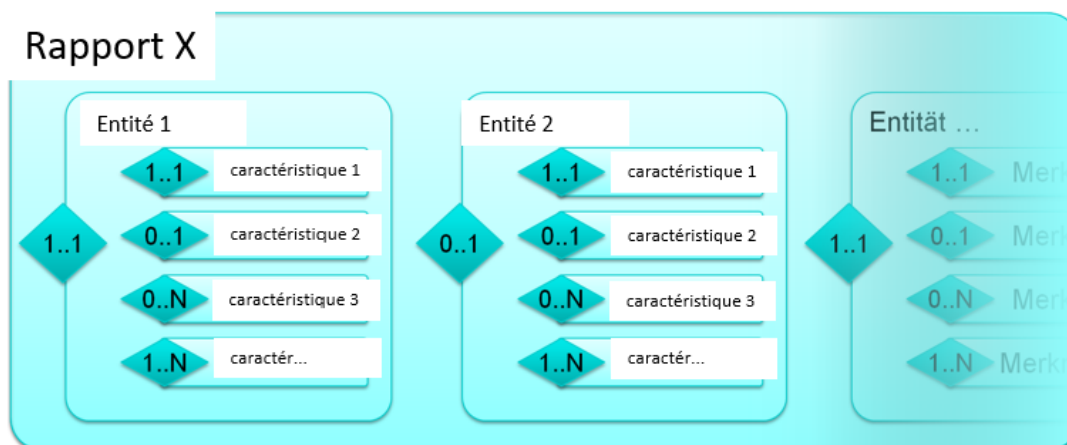 Rapport X
Entité 1
1..1
1..1 caractéristique 1
0..1 caractéristique 2
0..N caractéristique 3
1..N caractér...
Entité 2
0..1
1..1 caractéristique 1
0..1 caractéristique 2
0..N caractéristique 3
1..N caractér...
Entität ...
1..1
1..1
0..1
0..N
1..N